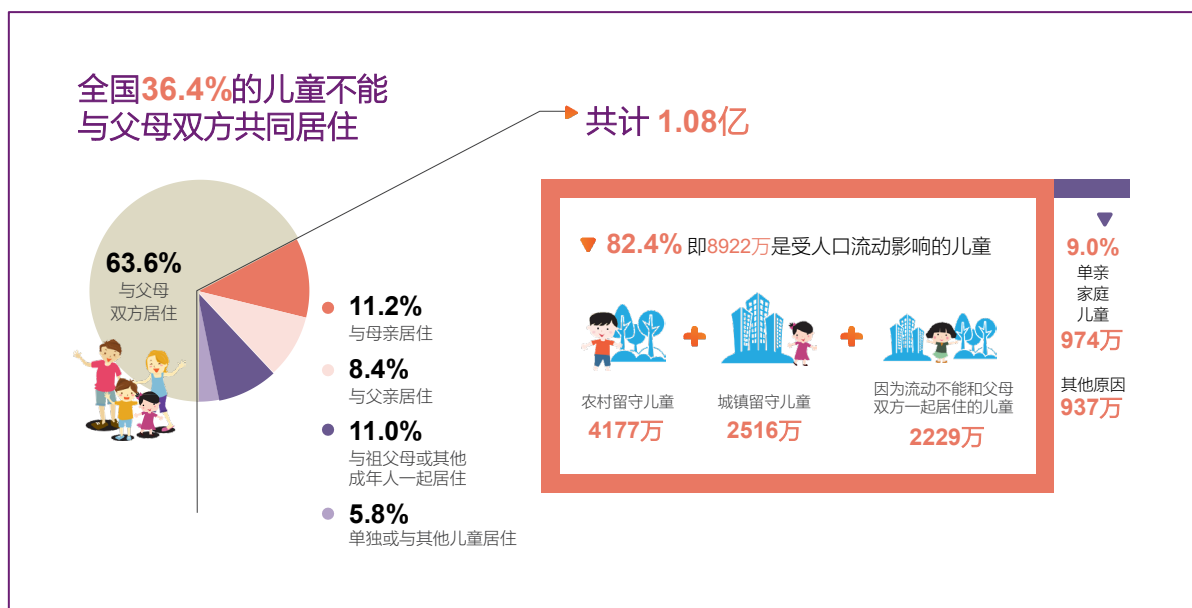 全国36.4%的儿童不能
与父母双方共同居住
共计 1.08亿
63.6%
与父母
双方居住
11.2%
与母亲居住
8.4%
与父亲居住
11.0%
与祖父母或其他
成年人一起居住
5.8%
单独或与其他儿童居住
82.4% 即8922万是受人口流动影响的儿童
农村留守儿童
4177万
城镇留守儿童
2516万
因为流动不能和父母
双方一起居住的儿童
2229万
9.0%
单亲
家庭
儿童
974万
其他原因
937万